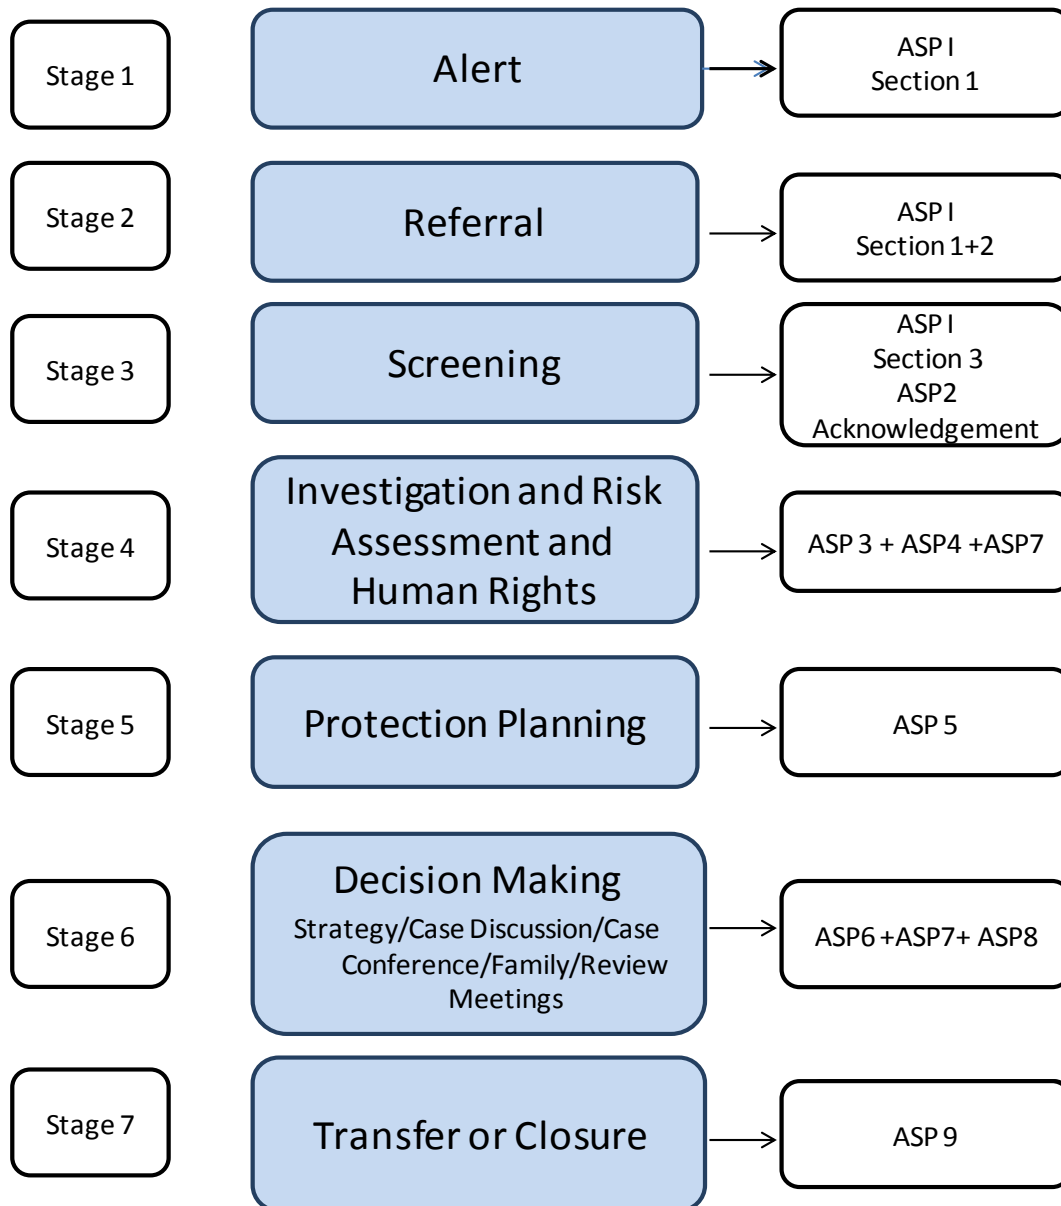 Stage 1
Alert
ASP I
Section 1
Stage 2
Referral
ASP I
Section 1+2
Stage 3
Screening
ASP I
Section 3
ASP2
Acknowledgement
Stage 4
Investigation and Risk
Assessment and
Human Rights
ASP 3 + ASP4 +ASP7
Stage 5
Protection Planning
ASP 5
Stage 6
Decision Making
Strategy/Case Discussion/Case
Conference/Family/Review
Meetings
ASP6 +ASP7+ ASP8
Stage 7
Transfer or Closure
ASP 9